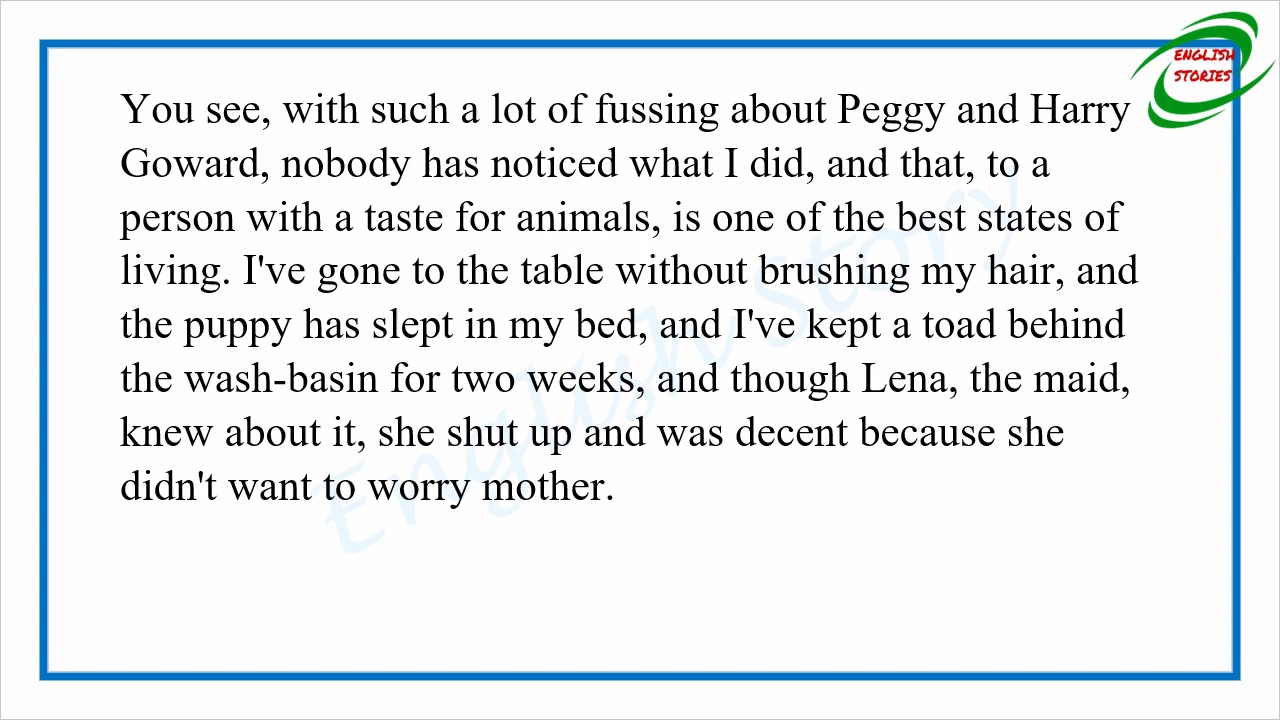 ENGLISH
STORIES
You see, with such a lot of fussing about Peggy and Harry
Goward, nobody has noticed what I did, and that, to a
person with a taste for animals, is one of the best states of
living. I've gone to the table without brushing my hair, and
the puppy has slept in my bed, and I've kept a toad behind
the wash-basin for two weeks, and though Lena, the maid,
knew about it, she shut up and was decent because she
didn't want to worry mother.
English Story